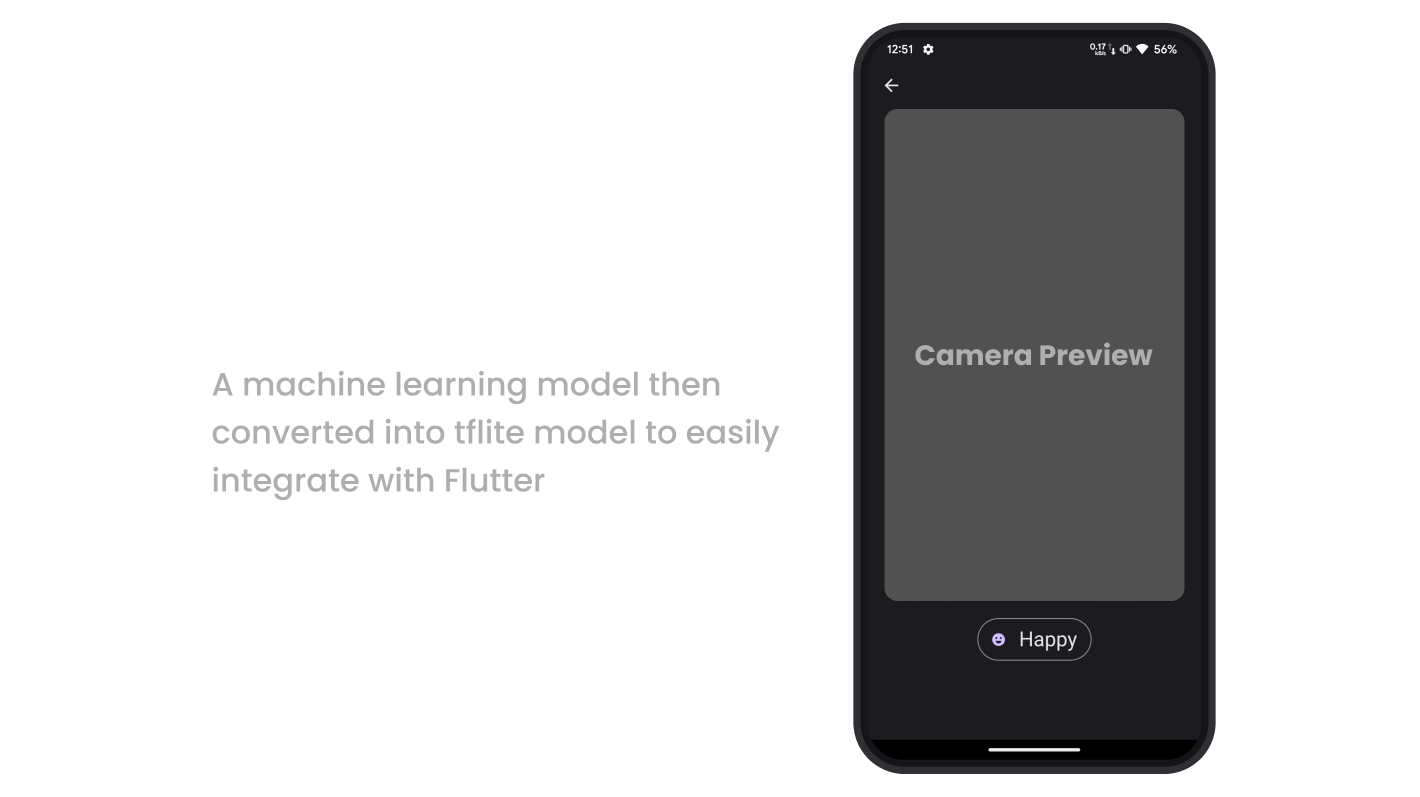 A machine learning model then
converted into tflite model to easily
integrate with Flutter
12:51
0.17
kB/s
56%
Camera Preview
Happy